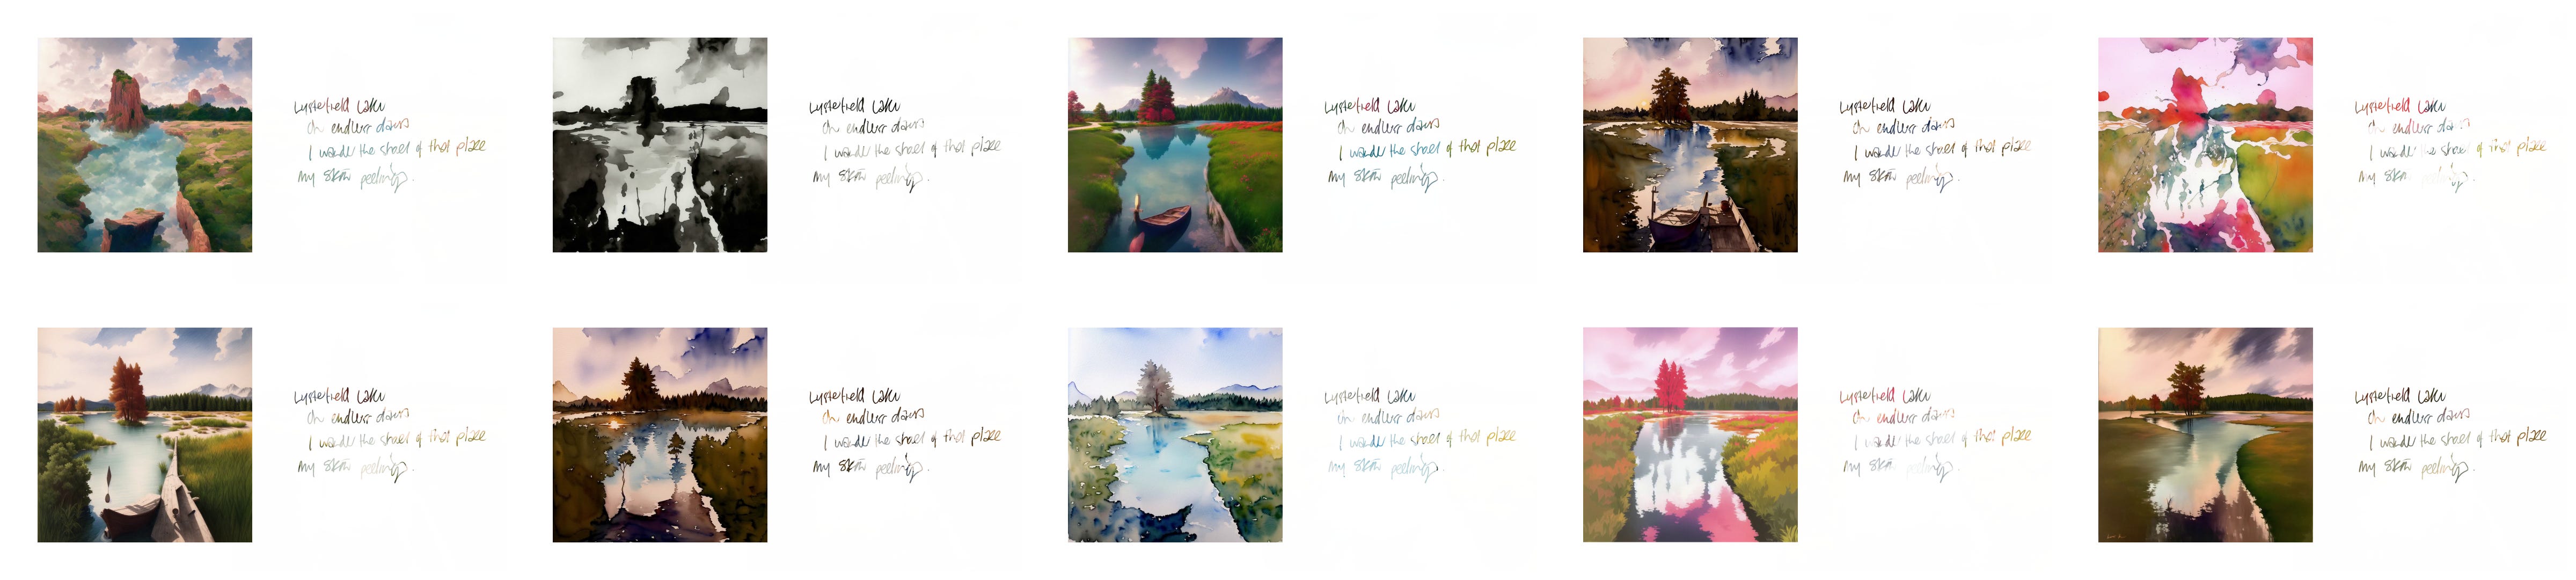 Lysterfield Lake
On endless days
I wander the shores of that place
My skin peeling.
Lysterfield Lake
On endless days
I wander the shores of that place
My skin peeling.
Lysterfield Lake
On endless days
I wander the shores of that place
My skin peeling.
Lysterfield Lake
On endless days
I wander the shores of that place
My skin peeling.
Lysterfield Lake
On endless days
I wander the shores of that place
My skin peeling.
Lysterfield Lake
On endless days
I wander the shores of that place
My skin peeling.
Lysterfield Lake
On endless days
I wander the shores of that place
My skin peeling.
Lysterfield Lake
On endless days
I wander the shores of that place
My skin peeling.
Lysterfield Lake
On endless days
I wander the shores of that place
My skin peeling.
Lysterfield Lake
On endless days
I wander the shores of that place
My skin peeling.